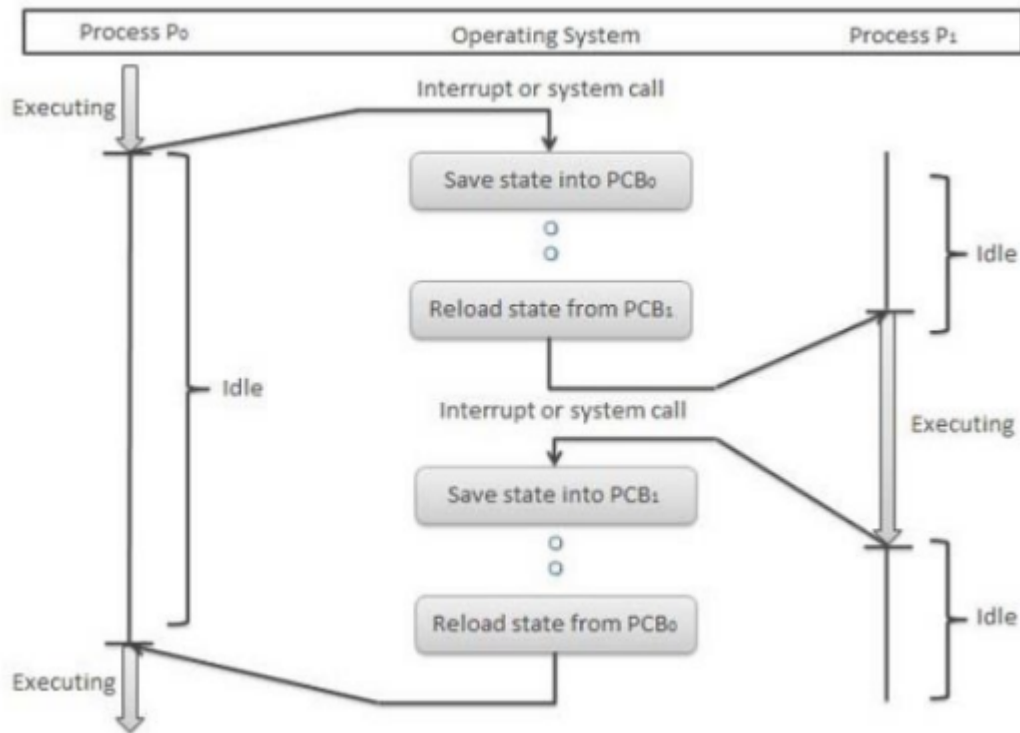 Process P₀
Operating System
Process P₁
Executing
Interrupt or system call
Save state into PCB₀
Idle
Reload state from PCB₁
Idle
Interrupt or system call
Executing
Save state into PCB₁
Reload state from PCB₀
Idle
Executing